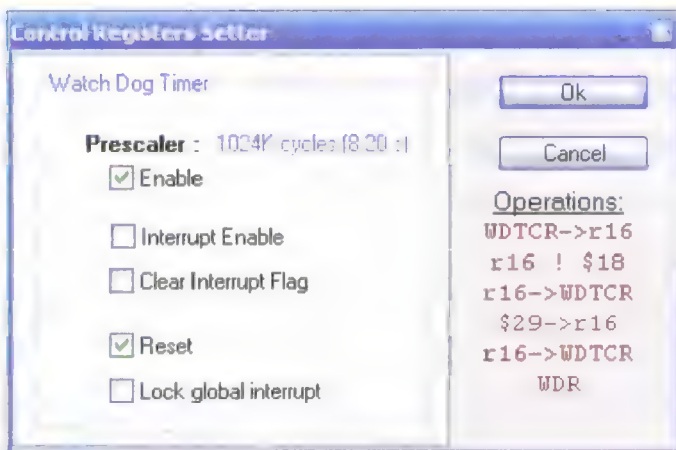 Control Registers Setter
Watch Dog Timer
Prescaler : 1024K cycles (8.20 s)
Enable
Interrupt Enable
Clear Interrupt Flag
Reset
Lock global interrupt
Ok
Cancel
Operations:
WDTCR->r16
r16 ! $18
r16->WDTCR
$29->r16
r16->WDTCR
WDR